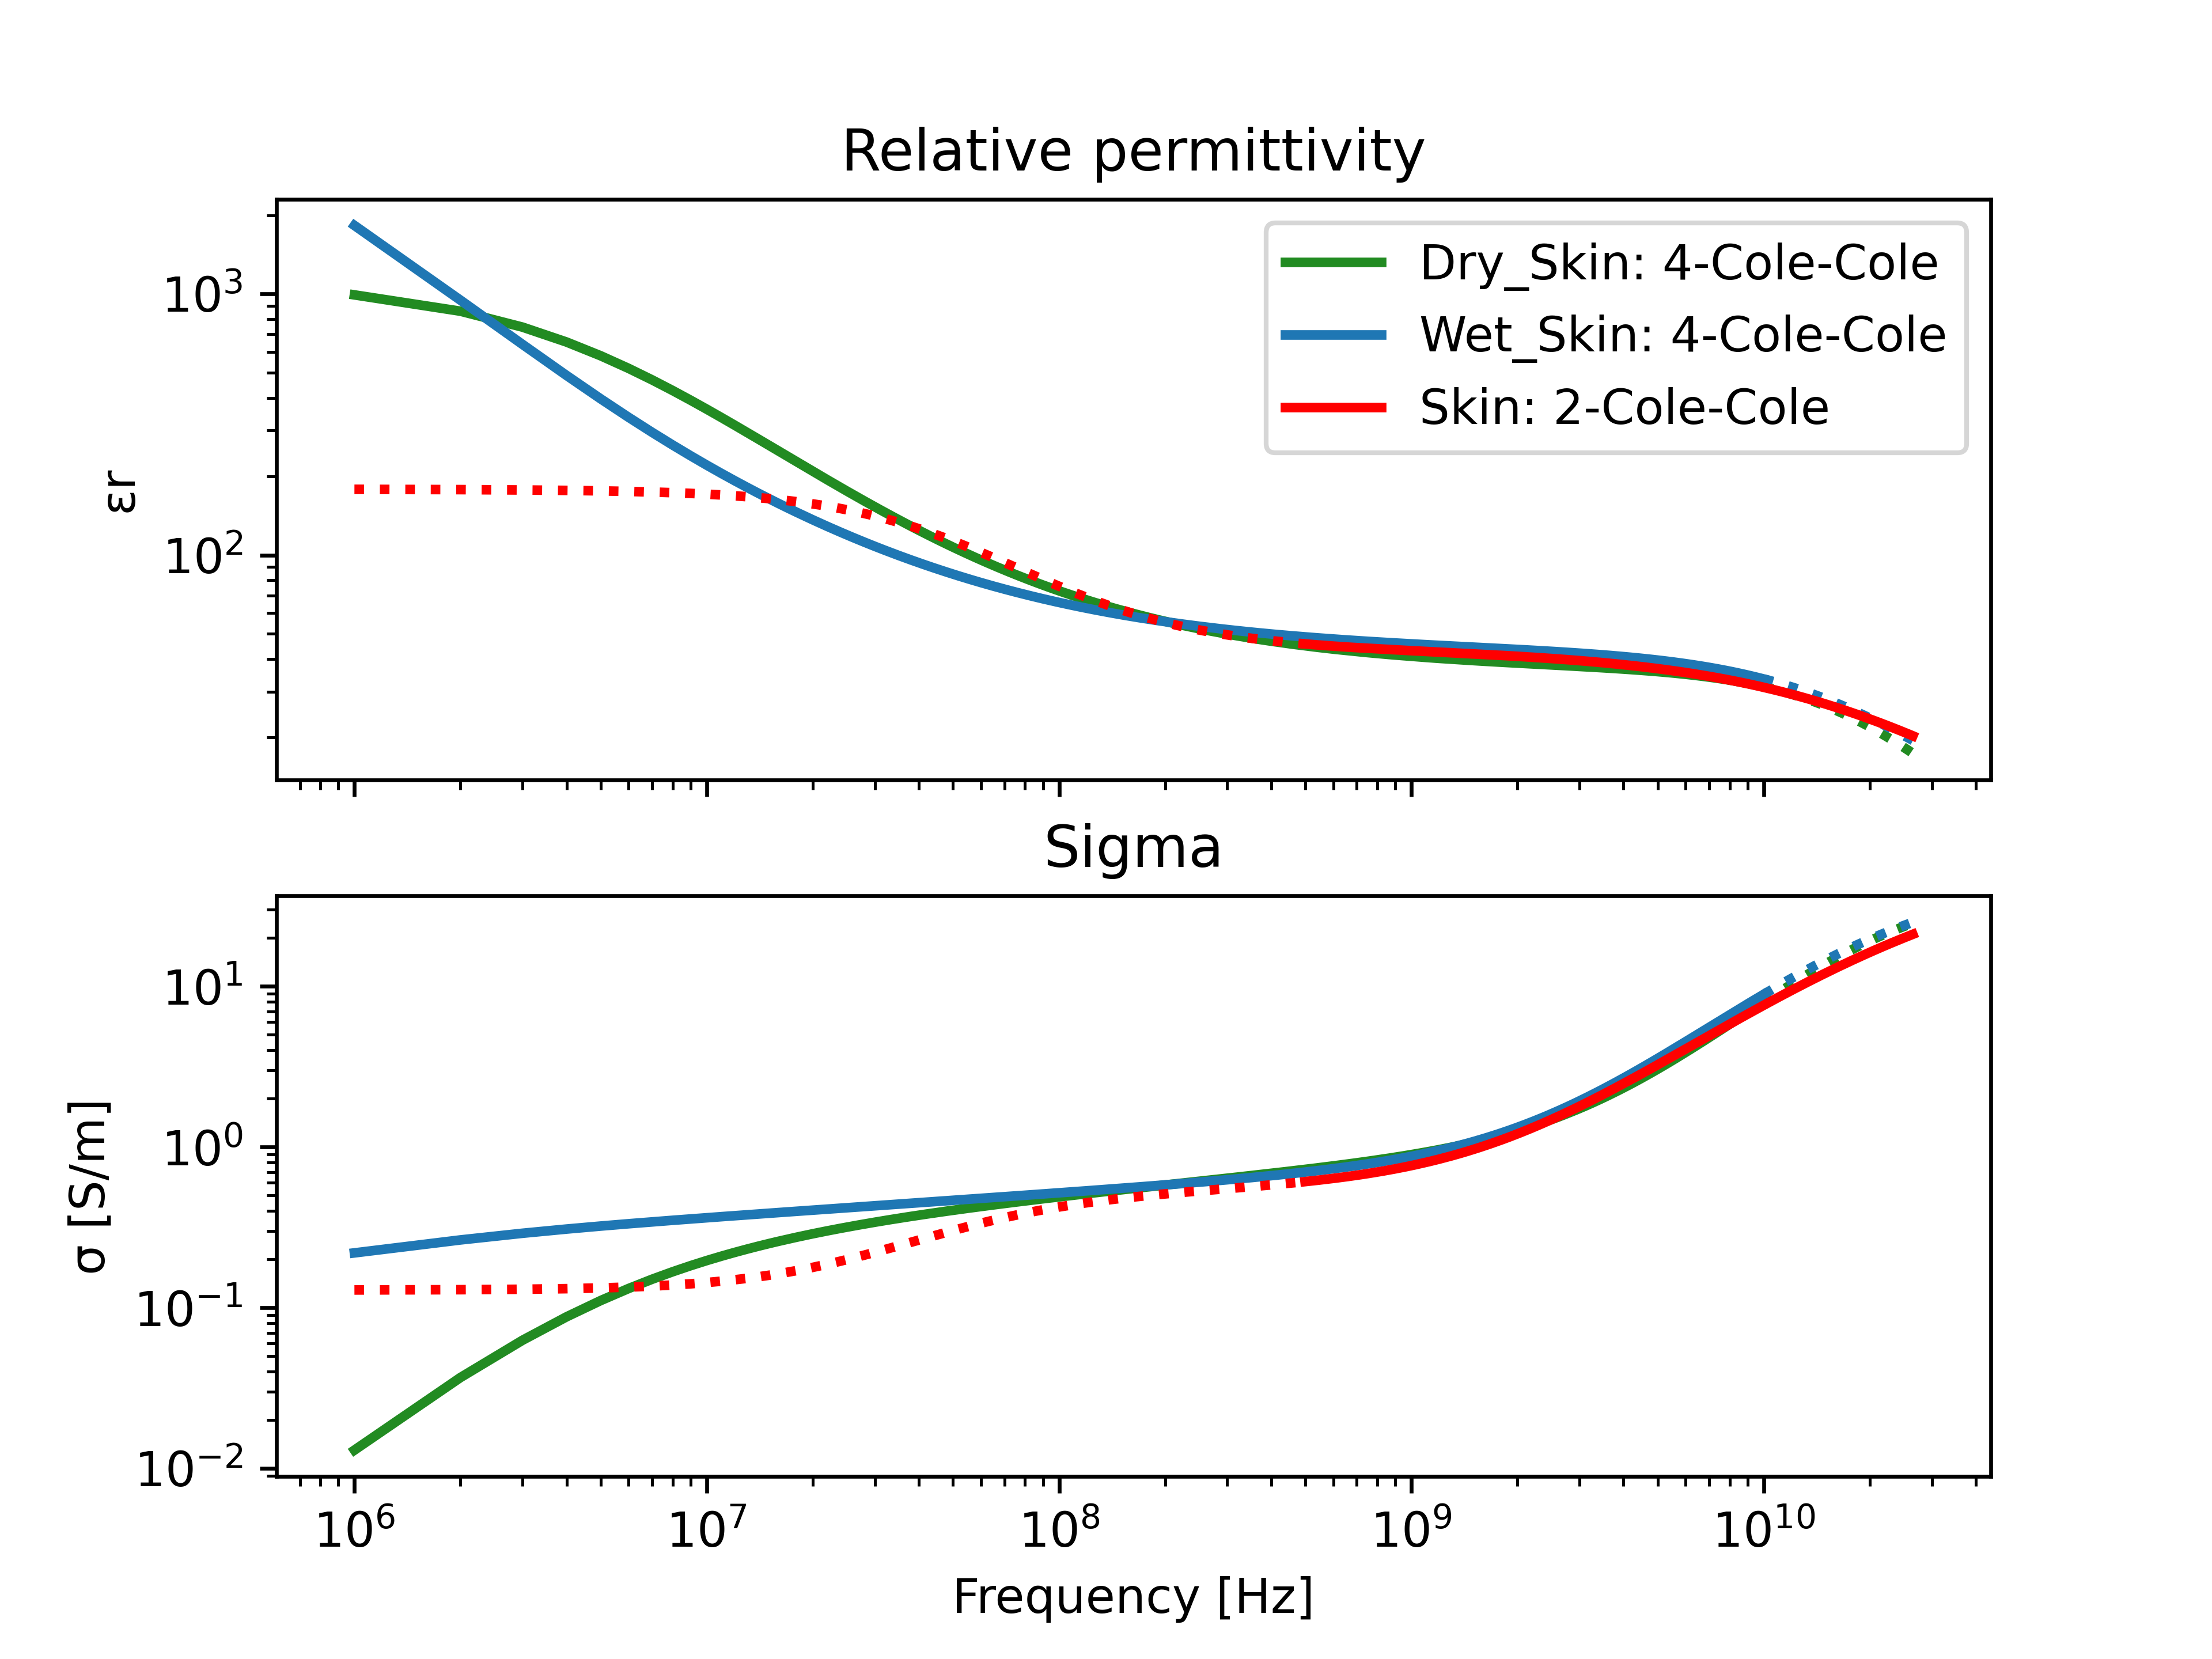 Relative permittivity
10³
10²
εr
Dry_Skin: 4-Cole-Cole
Wet_Skin: 4-Cole-Cole
Skin: 2-Cole-Cole
Sigma
10¹
10⁰
10⁻¹
10⁻²
σ [S/m]
10⁶ 10⁷ 10⁸ 10⁹ 10¹⁰
Frequency [Hz]